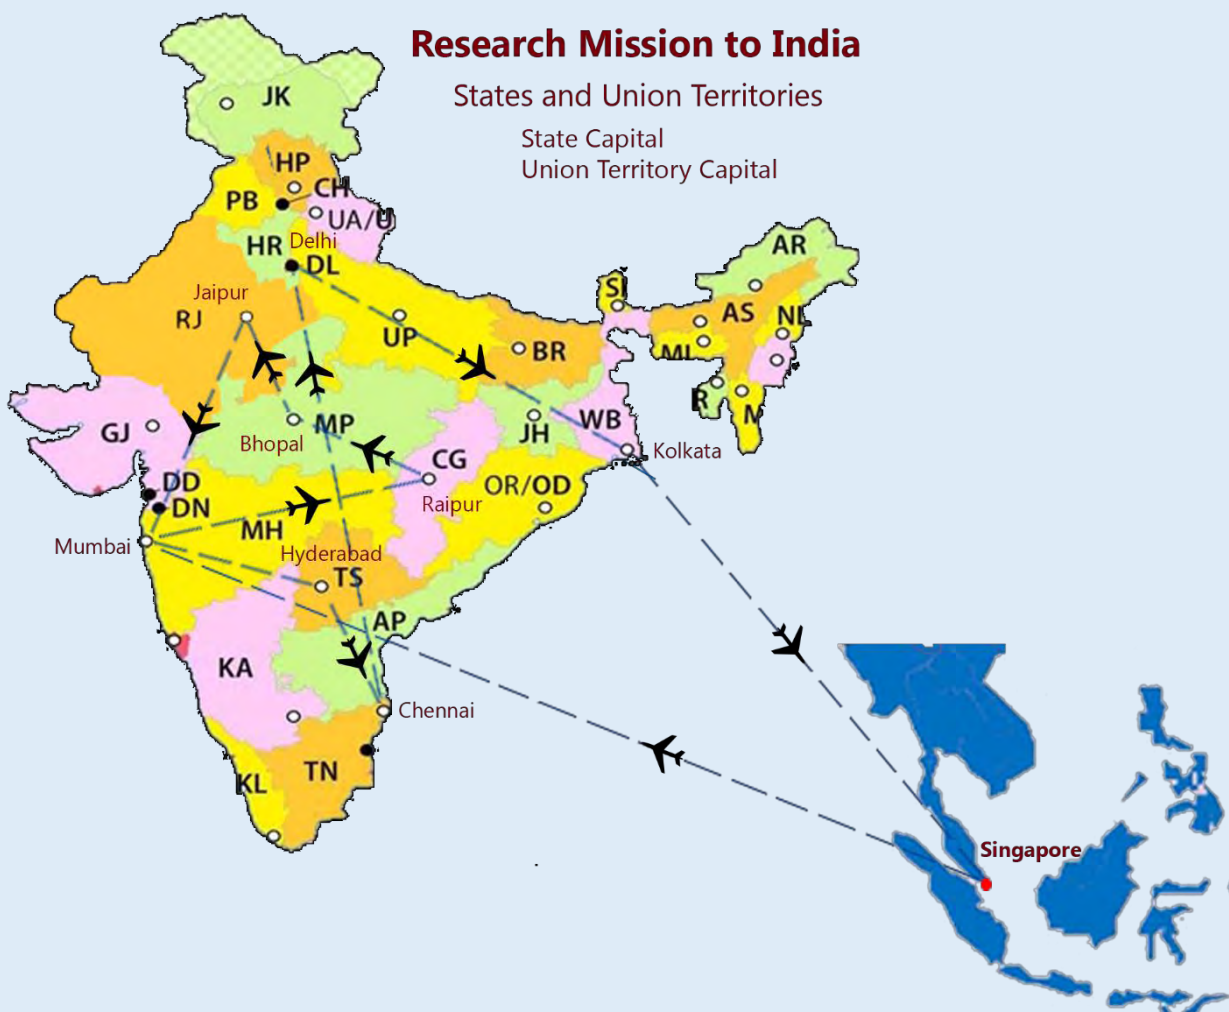 Research Mission to India
States and Union Territories
State Capital
Union Territory Capital
JK
HP
CH
PB
UA/U
HR
Delhi
DL
AR
Jaipur
RJ
SI
AS
NL
UP
BR
ML
R
M
GJ
MP
Bhopal
JH
WB
Kolkata
CG
DD
DN
OR/OD
Raipur
MH
Mumbai
Hyderabad
TS
AP
KA
Chennai
TN
KL
Singapore